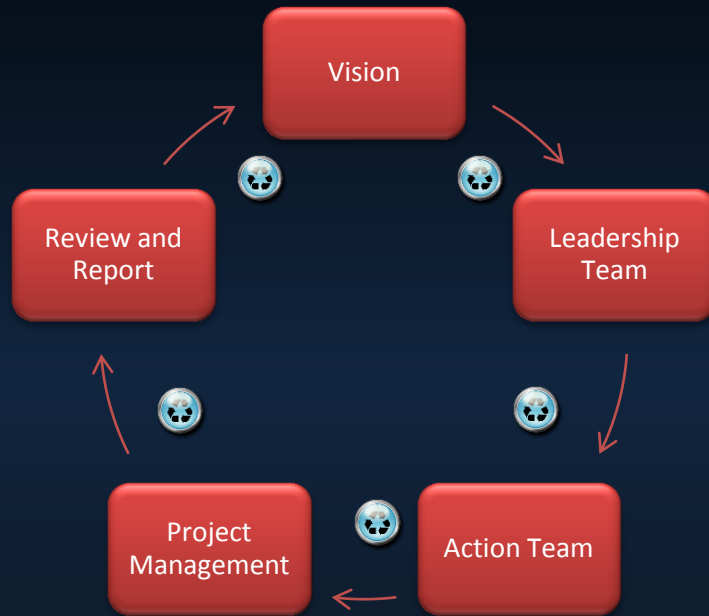 Vision
Leadership
Team
Action Team
Project
Management
Review and
Report